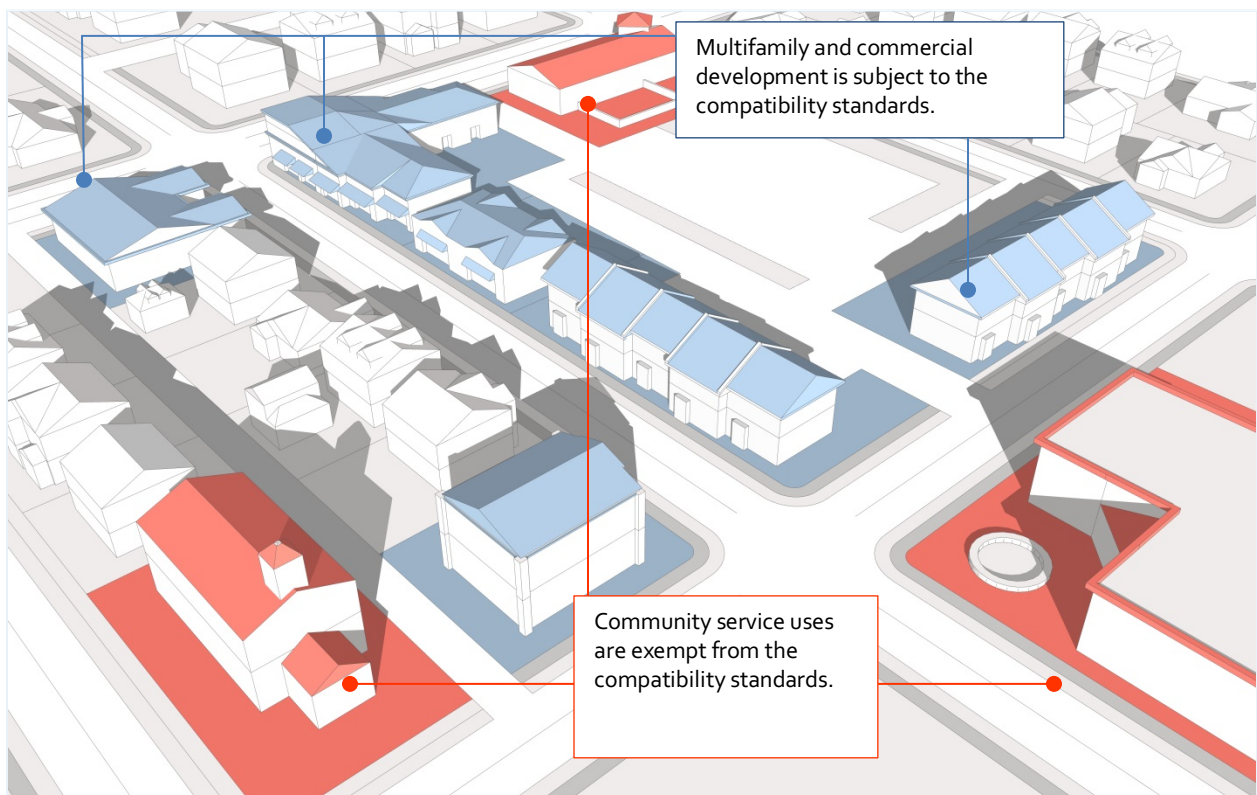 Multifamily and commercial
development is subject to the
compatibility standards.
Community service uses
are exempt from the
compatibility standards.